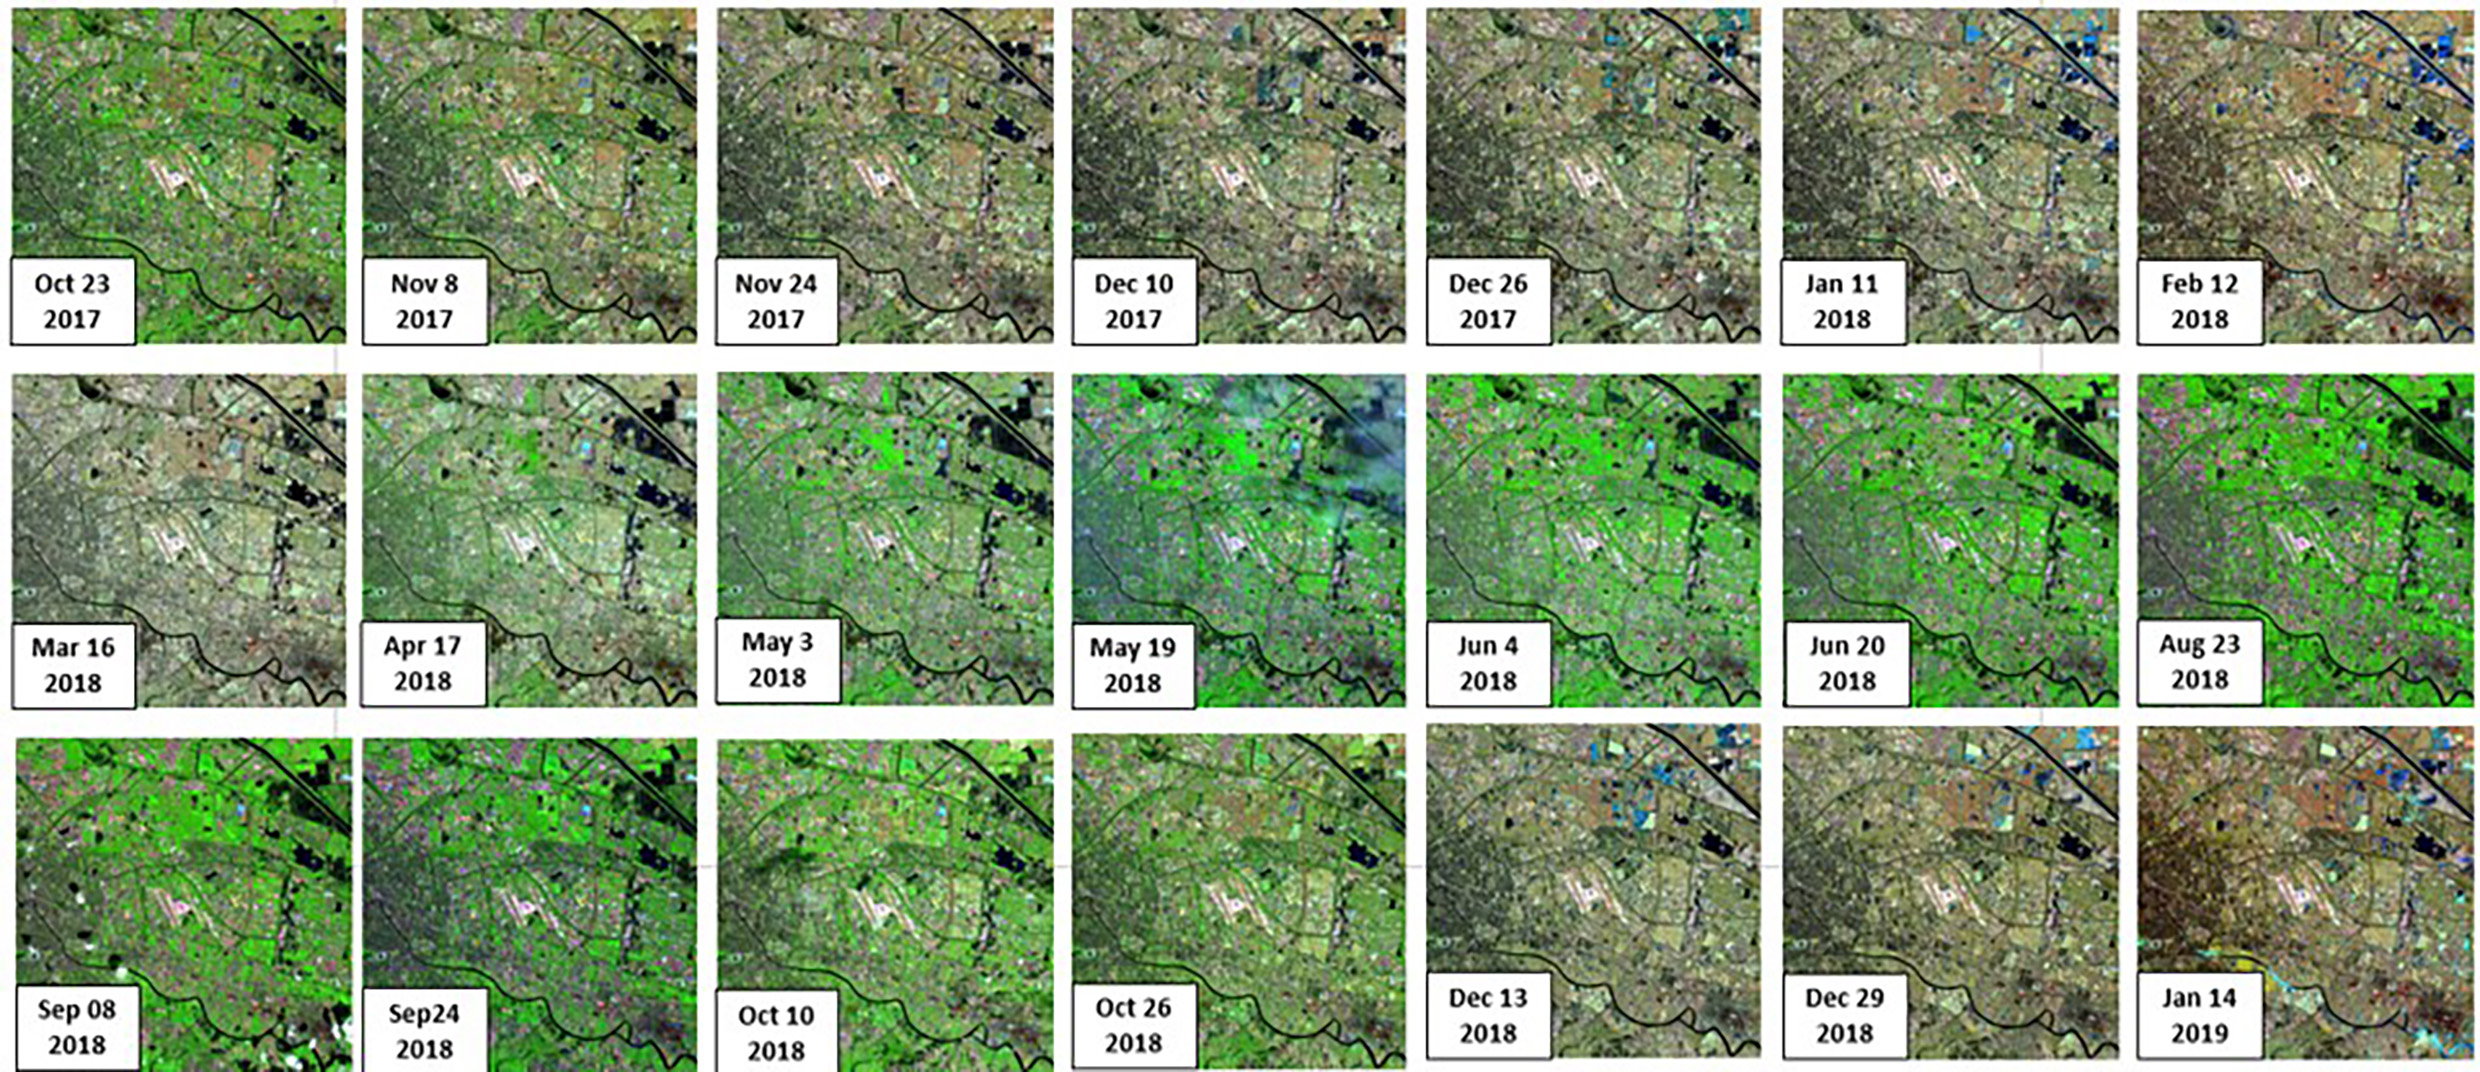 Oct 23
2017
Nov 8
2017
Nov 24
2017
Dec 10
2017
Dec 26
2017
Jan 11
2018
Feb 12
2018
Mar 16
2018
Apr 17
2018
May 3
2018
May 19
2018
Jun 4
2018
Jun 20
2018
Aug 23
2018
Sep 08
2018
Sep24
2018
Oct 10
2018
Oct 26
2018
Dec 13
2018
Dec 29
2018
Jan 14
2019